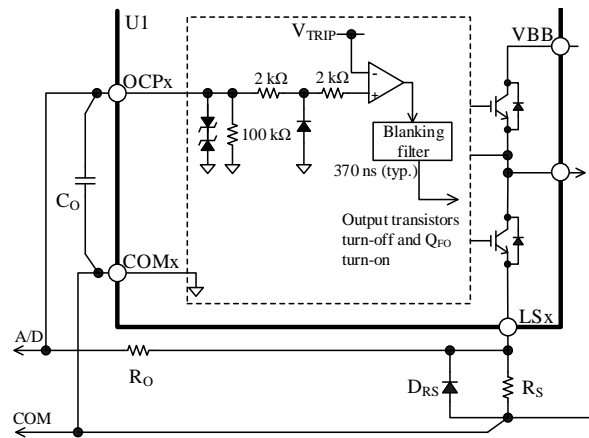 U1
V_TRIP
VBB
OCPx
2 kΩ
2 kΩ
-
+
100 kΩ
Blanking
filter
370 ns (typ.)
C_O
Output transistors
turn-off and Q_FO
turn-on
COMx
LSx
A/D
R_O
D_RS
R_S
COM